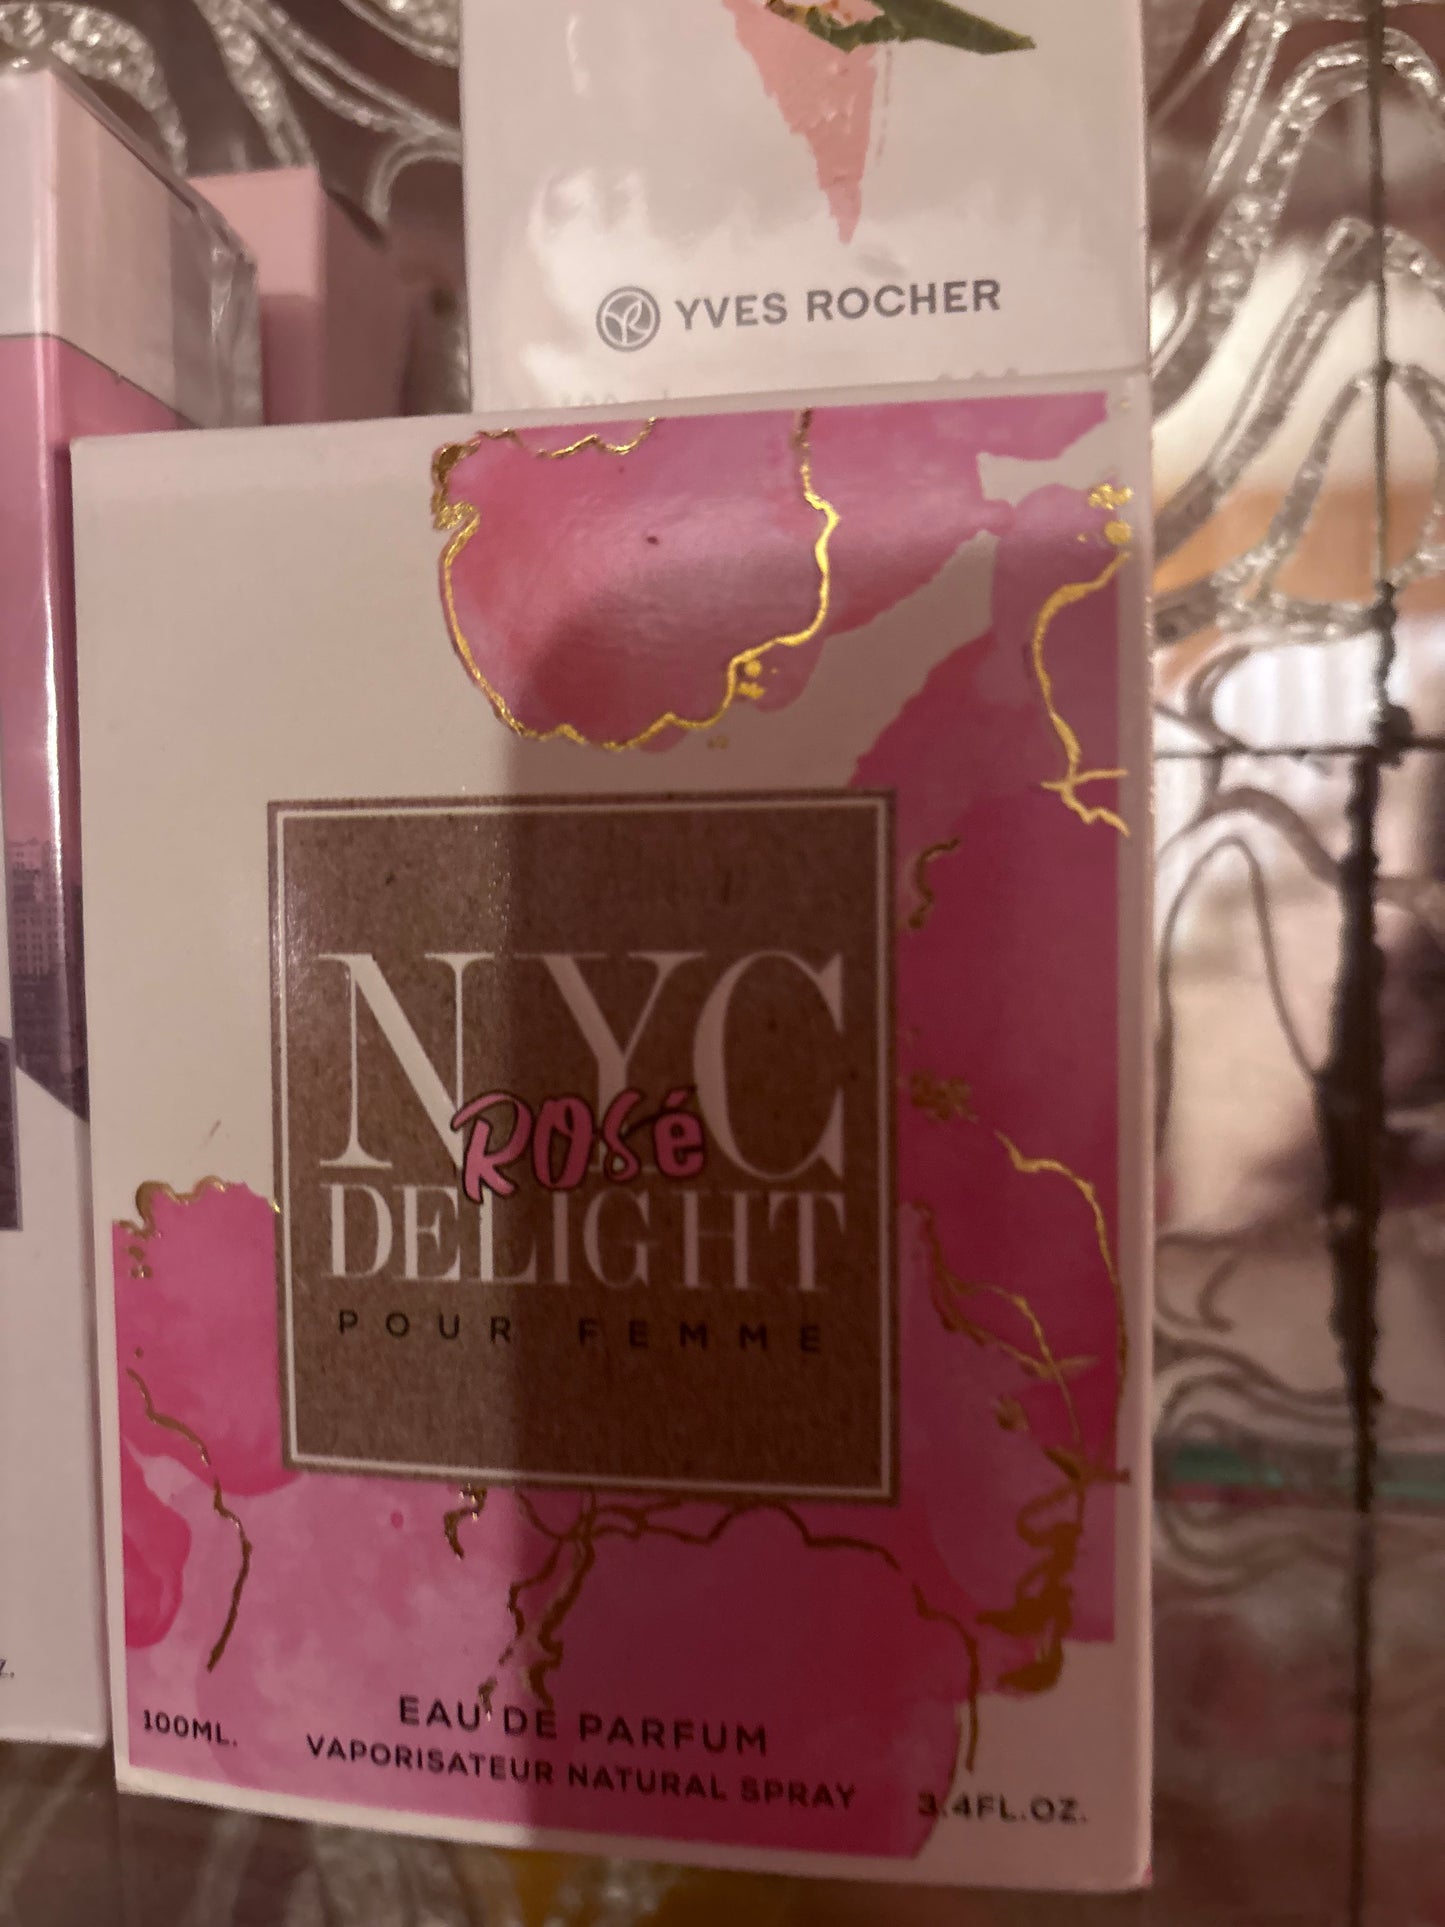 YVES ROCHER
NYC
Rosé
DELIGHT
POUR FEMME
EAU DE PARFUM
100ML.
VAPORISATEUR NATURAL SPRAY
3.4FL.OZ.